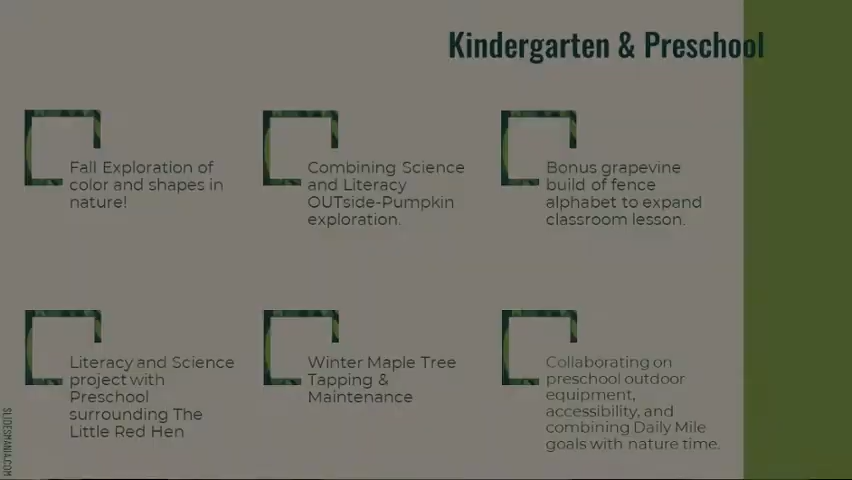 Kindergarten & Preschool
Fall Exploration of
color and shapes in
nature!
Combining Science
and Literacy
OUTside-Pumpkin
exploration.
Bonus grapevine
build of fence
alphabet to expand
classroom lesson.
Literacy and Science
project with
Preschool
surrounding The
Little Red Hen
Winter Maple Tree
Tapping &
Maintenance
Collaborating on
preschool outdoor
equipment,
accessibility, and
combining Daily Mile
goals with nature time.
SLIDESMANIA.COM